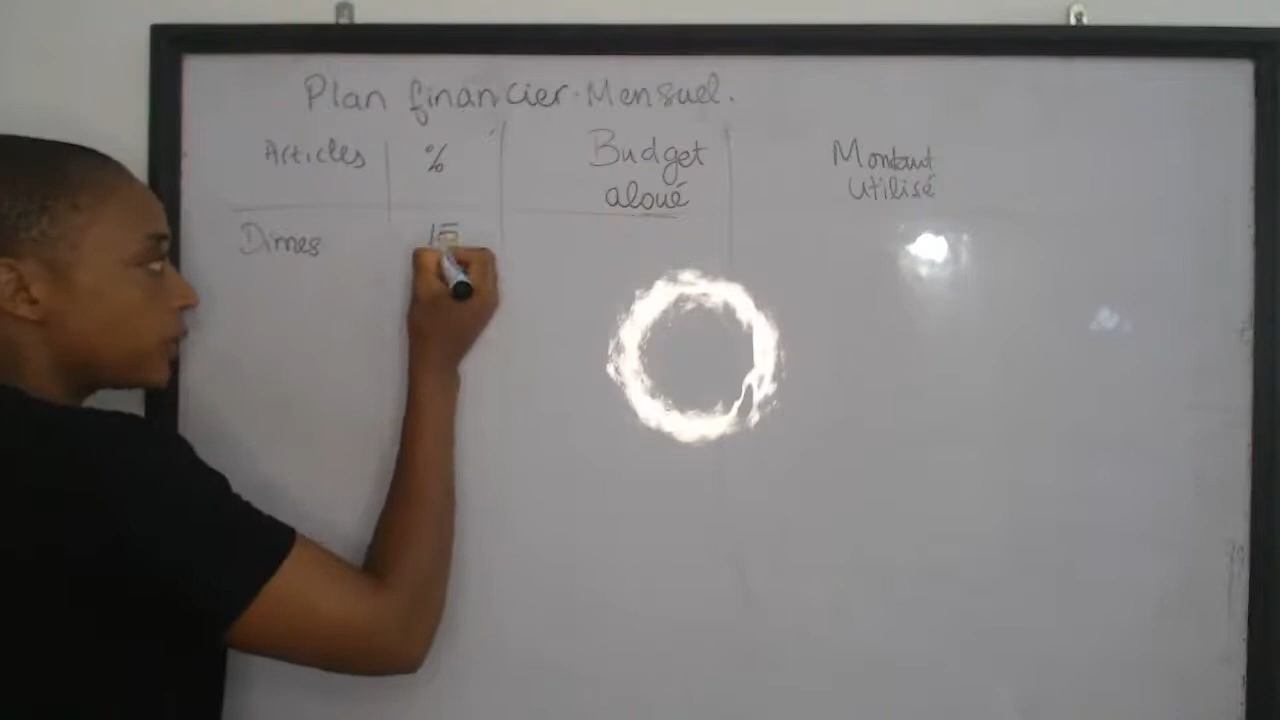 Plan financier. Mensuel.
Articles % Budget Montant
aloué Utilisé
Dimes